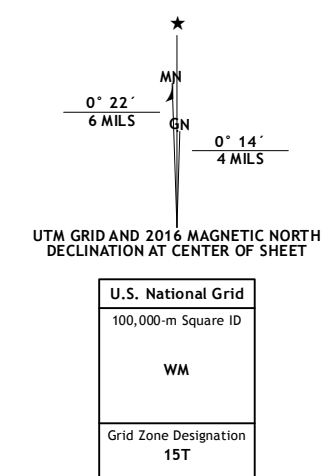 MN
0° 22´
6 MILS
GN
0° 14´
4 MILS
UTM GRID AND 2016 MAGNETIC NORTH
DECLINATION AT CENTER OF SHEET
U.S. National Grid
100,000-m Square ID
WM
Grid Zone Designation
15T